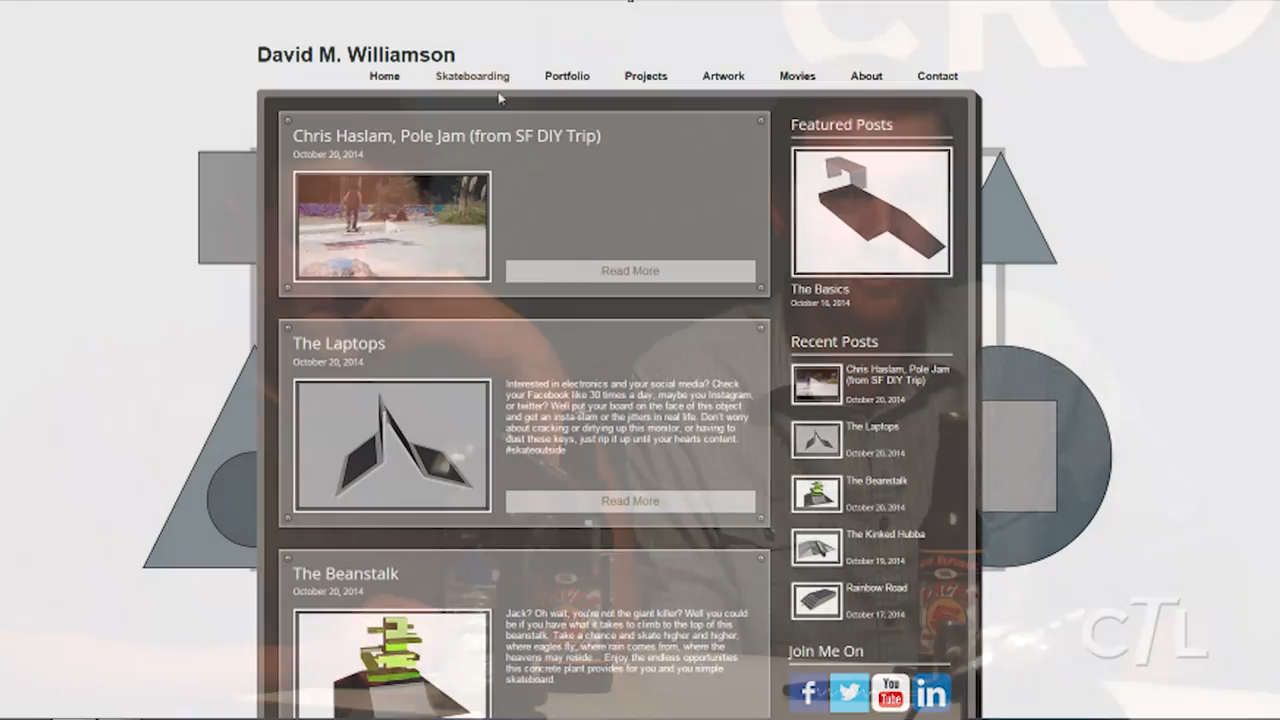 CRO
David M. Williamson
Home Skateboarding Portfolio Projects Artwork Movies About Contact
Chris Haslam, Pole Jam (from SF DIY Trip)
October 20, 2014
Read More
The Laptops
October 20, 2014
Interested in electronics and your social media? Check
your Facebook like 30 times a day, maybe you Instagram,
or twitter? Well put your board on the face of this object
and get an insta-slam or the jitters in real life. Don't worry
about cracking or dirtying up this monitor, or having to
dust these keys, just rip it up until your hearts content.
#skateoutside
Read More
The Beanstalk
October 20, 2014
Jack? Oh wait, you're not the giant killer? Well you could
be if you have what it takes to climb to the top of this
beanstalk. Take a chance and skate higher and higher,
where eagles fly, where rain comes from, where the
heavens may reside... Enjoy the endless opportunities
this concrete plant provides for you and you simple
skateboard.
Featured Posts
The Basics
October 16, 2014
Recent Posts
Chris Haslam, Pole Jam
(from SF DIY Trip)
October 20, 2014
The Laptops
October 20, 2014
The Beanstalk
October 20, 2014
The Kinked Hubba
October 19, 2014
Rainbow Road
October 17, 2014
Join Me On
f
You
Tube
in
CTL